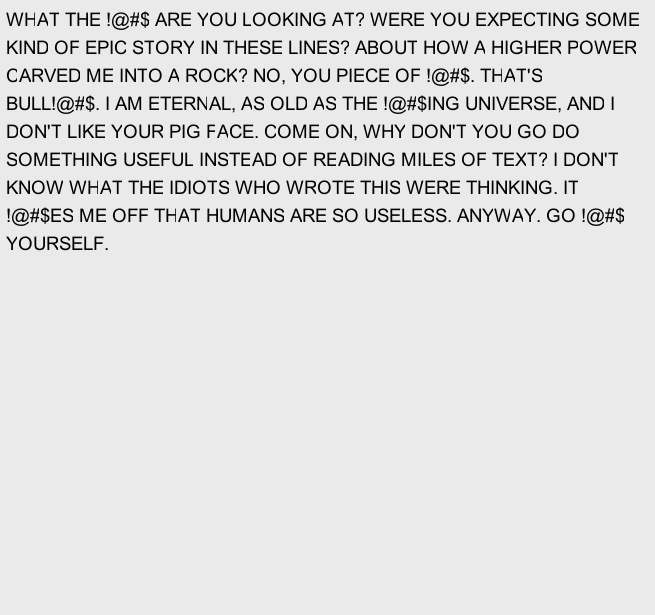 WHAT THE !@#$ ARE YOU LOOKING AT? WERE YOU EXPECTING SOME
KIND OF EPIC STORY IN THESE LINES? ABOUT HOW A HIGHER POWER
CARVED ME INTO A ROCK? NO, YOU PIECE OF !@#$. THAT'S
BULL!@#$. I AM ETERNAL, AS OLD AS THE !@#$ING UNIVERSE, AND I
DON'T LIKE YOUR PIG FACE. COME ON, WHY DON'T YOU GO DO
SOMETHING USEFUL INSTEAD OF READING MILES OF TEXT? I DON'T
KNOW WHAT THE IDIOTS WHO WROTE THIS WERE THINKING. IT
!@#$ES ME OFF THAT HUMANS ARE SO USELESS. ANYWAY. GO !@#$
YOURSELF.